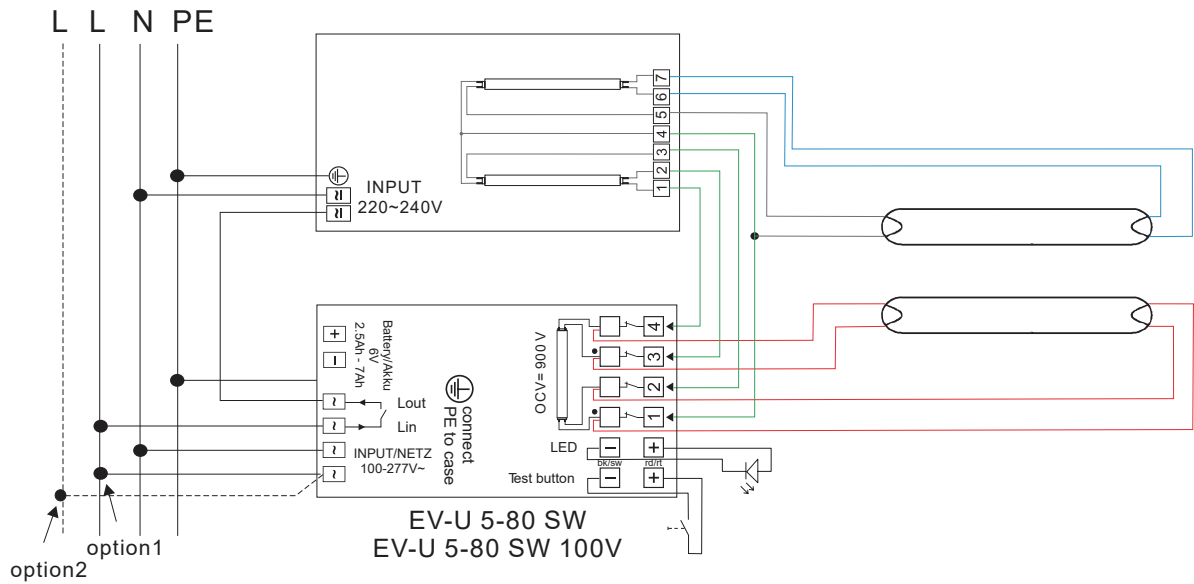 L L N PE
INPUT
220~240V
7
6
5
4
3
2
1
Battery/Akku
6V
2.5Ah - 7Ah
+
−
~ Lout
~ Lin
~ INPUT/NETZ
~ 100-277V~
connect
PE to case
OCV= 900 V
4
3
2
1
LED − +
bk/sw rd/rt
Test button − +
EV-U 5-80 SW
EV-U 5-80 SW 100V
option1
option2